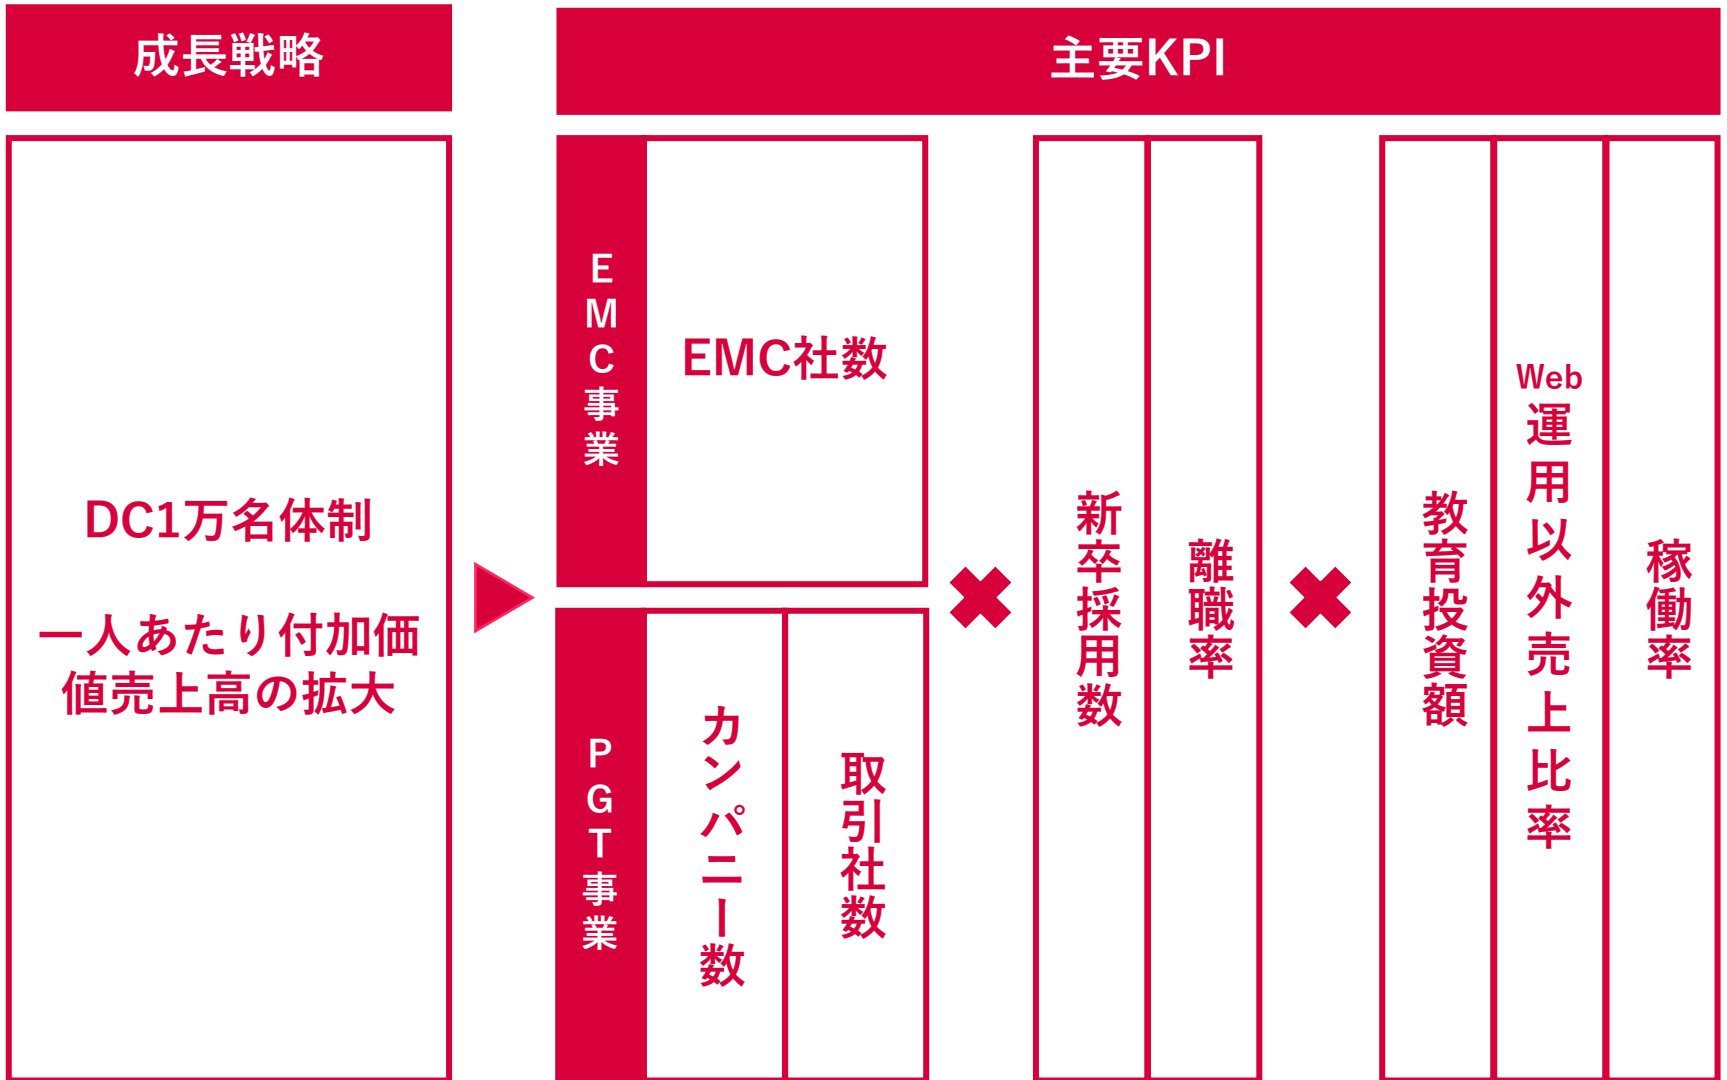 成長戦略
主要KPI
DC1万名体制
一人あたり付加価
値売上高の拡大
EMC事業
EMC社数
PGT事業
カンパニー数
取引社数
新卒採用数
離職率
教育投資額
Web運用以外売上比率
稼働率